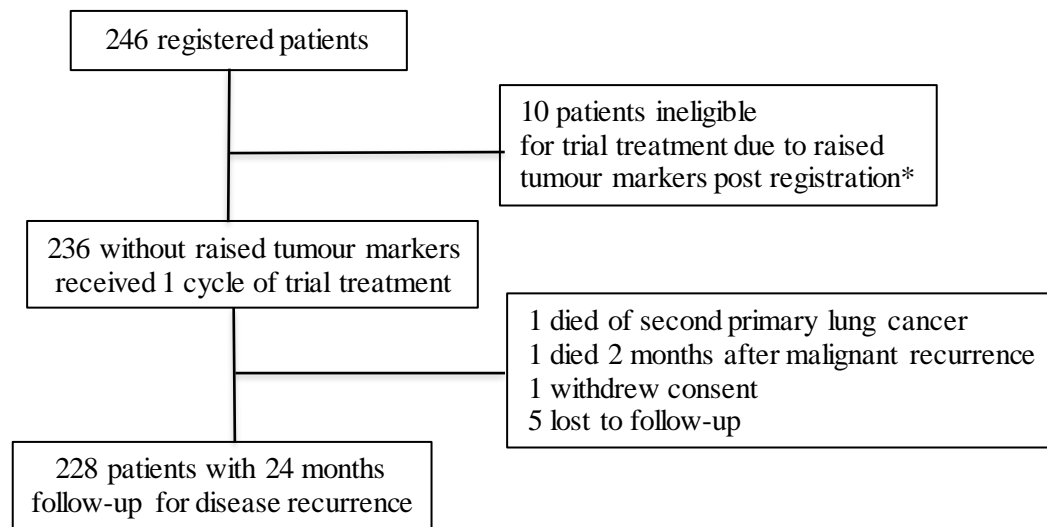 246 registered patients
10 patients ineligible
for trial treatment due to raised
tumour markers post registration*
236 without raised tumour markers
received 1 cycle of trial treatment
1 died of second primary lung cancer
1 died 2 months after malignant recurrence
1 withdrew consent
5 lost to follow-up
228 patients with 24 months
follow-up for disease recurrence